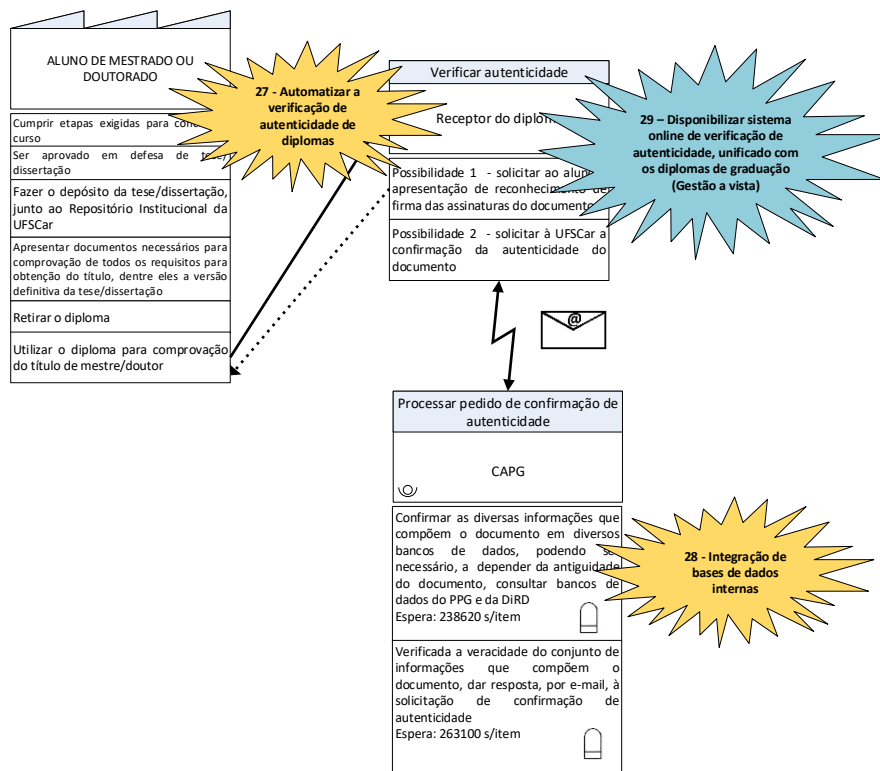 ALUNO DE MESTRADO OU
DOUTORADO
Cumprir etapas exigidas para
curso
Ser aprovado em defesa de tese/
dissertação
Fazer o depósito da tese/dissertação,
junto ao Repositório Institucional da
UFSCar
Apresentar documentos necessários para
comprovação de todos os requisitos para
obtenção do título, dentre eles a versão
definitiva da tese/dissertação
Retirar o diploma
Utilizar o diploma para comprovação
do título de mestre/doutor
27 - Automatizar a
verificação de
autenticidade de
diplomas
Verificar autenticidade
Receptor do
Possibilidade 1 - solicitar ao
apresentação de reconhecimento
firma das assinaturas do documento
Possibilidade 2 - solicitar à UFSCar a
confirmação da autenticidade do
documento
29 – Disponibilizar sistema
online de verificação de
autenticidade, unificado com
os diplomas de graduação
(Gestão a vista)
@
Processar pedido de confirmação de
autenticidade
CAPG
Confirmar as diversas informações que
compõem o documento em diversos
bancos de dados, podendo
necessário, a depender da antiguidade
do documento, consultar bancos de
dados do PPG e da DiRD
Espera: 238620 s/item
Verificada a veracidade do conjunto de
informações que compõem o
documento, dar resposta, por e-mail, à
solicitação de confirmação de
autenticidade
Espera: 263100 s/item
28 - Integração de
bases de dados
internas